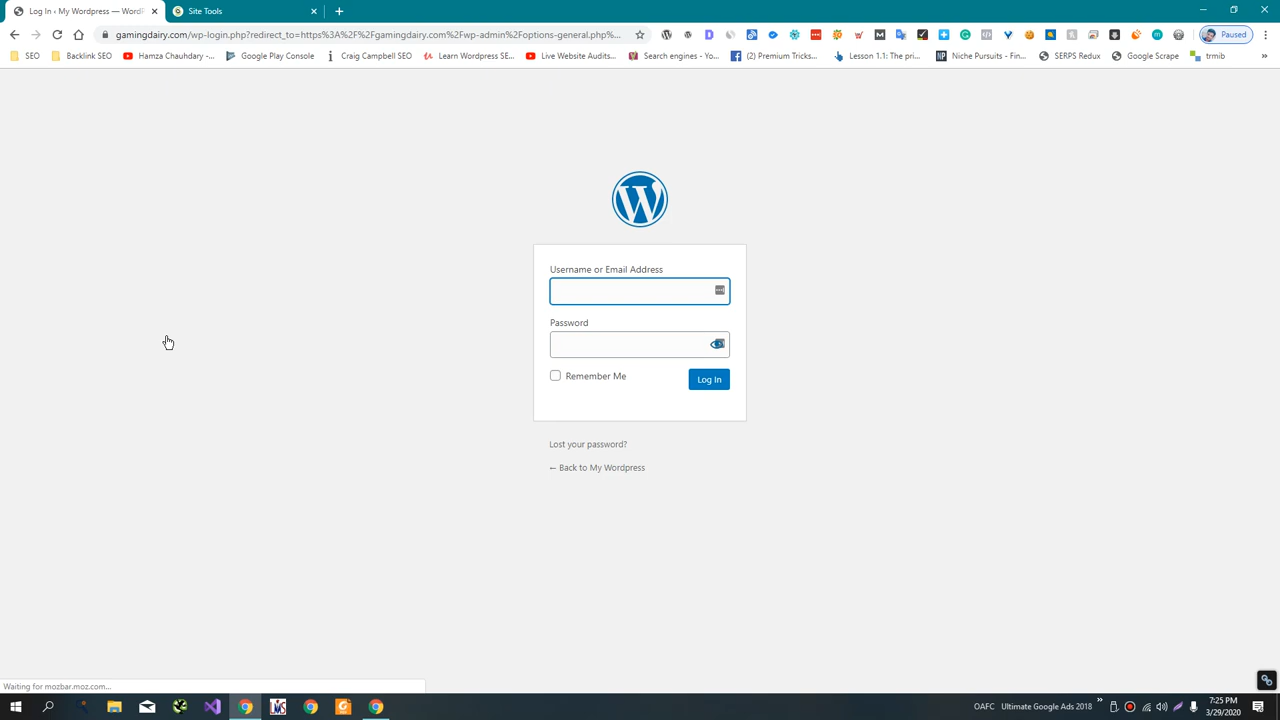 Log In ‹ My Wordpress — WordP
Site Tools
gamingdairy.com/wp-login.php?redirect_to=https%3A%2F%2Fgamingdairy.com%2Fwp-admin%2Foptions-general.php%...
Paused
SEO
Backlink SEO
Hamza Chauhdary -...
Google Play Console
Craig Campbell SEO
Learn Wordpress SE...
Live Website Audits...
Search engines - Yo...
(2) Premium Tricks...
Lesson 1.1: The pri...
Niche Pursuits - Fin...
SERPS Redux
Google Scrape
trmib
Username or Email Address
Password
Remember Me
Log In
Lost your password?
← Back to My Wordpress
Waiting for mozbar.moz.com...
OAFC
Ultimate Google Ads 2018
7:25 PM
3/29/2020